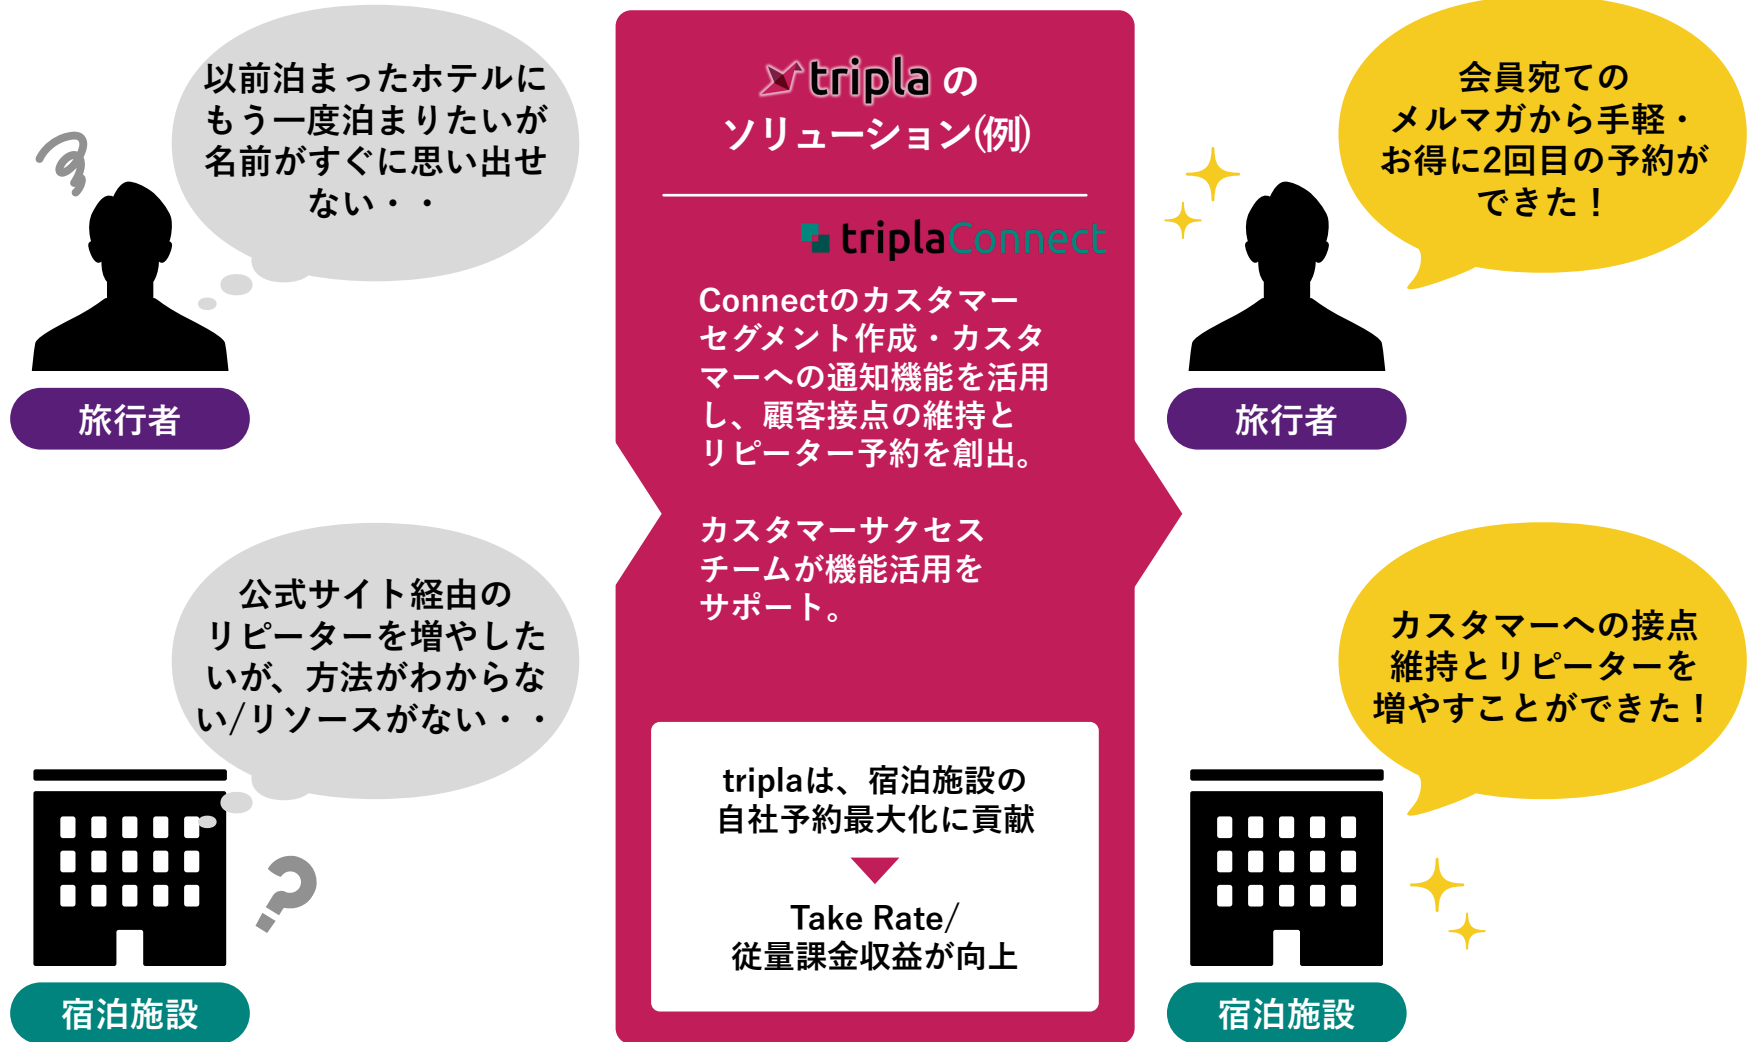 以前泊まったホテルに
もう一度泊まりたいが
名前がすぐに思い出せ
ない・・
旅行者
公式サイト経由の
リピーターを増やした
いが、方法がわからな
い/リソースがない・・
宿泊施設
tripla の
ソリューション(例)
triplaConnect
Connectのカスタマー
セグメント作成・カスタ
マーへの通知機能を活用
し、顧客接点の維持と
リピーター予約を創出。
カスタマーサクセス
チームが機能活用を
サポート。
triplaは、宿泊施設の
自社予約最大化に貢献
Take Rate/
従量課金収益が向上
会員宛ての
メルマガから手軽・
お得に2回目の予約が
できた！
旅行者
カスタマーへの接点
維持とリピーターを
増やすことができた！
宿泊施設